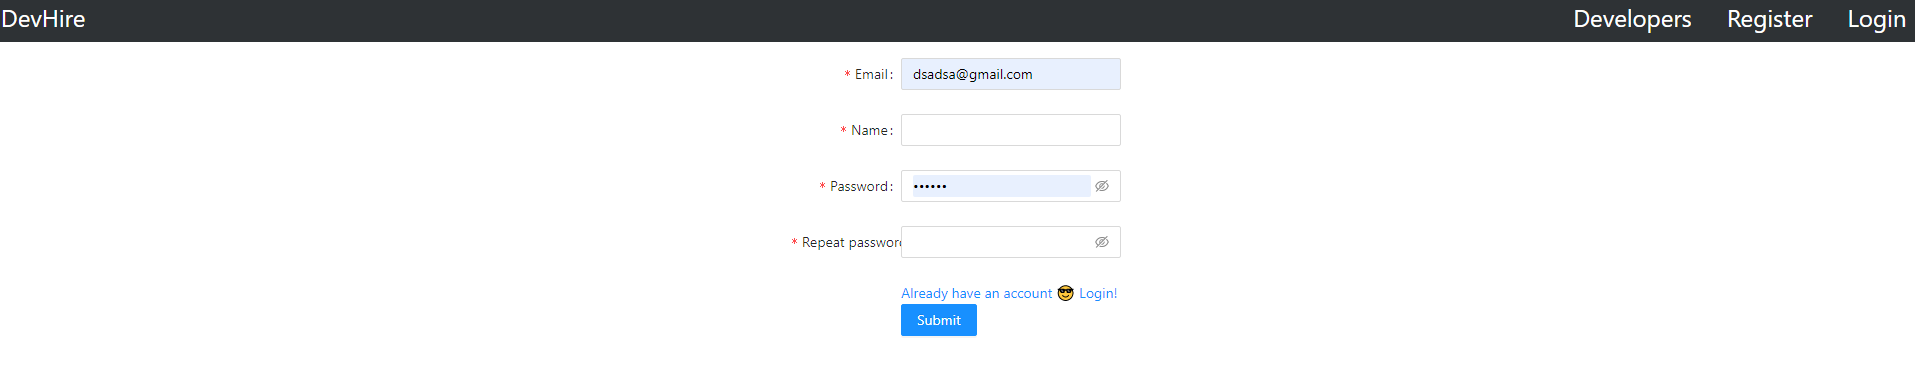 DevHire Developers Register Login
* Email: dsadsa@gmail.com
* Name:
* Password: ••••••
* Repeat passwor
Already have an account 😎 Login!
Submit